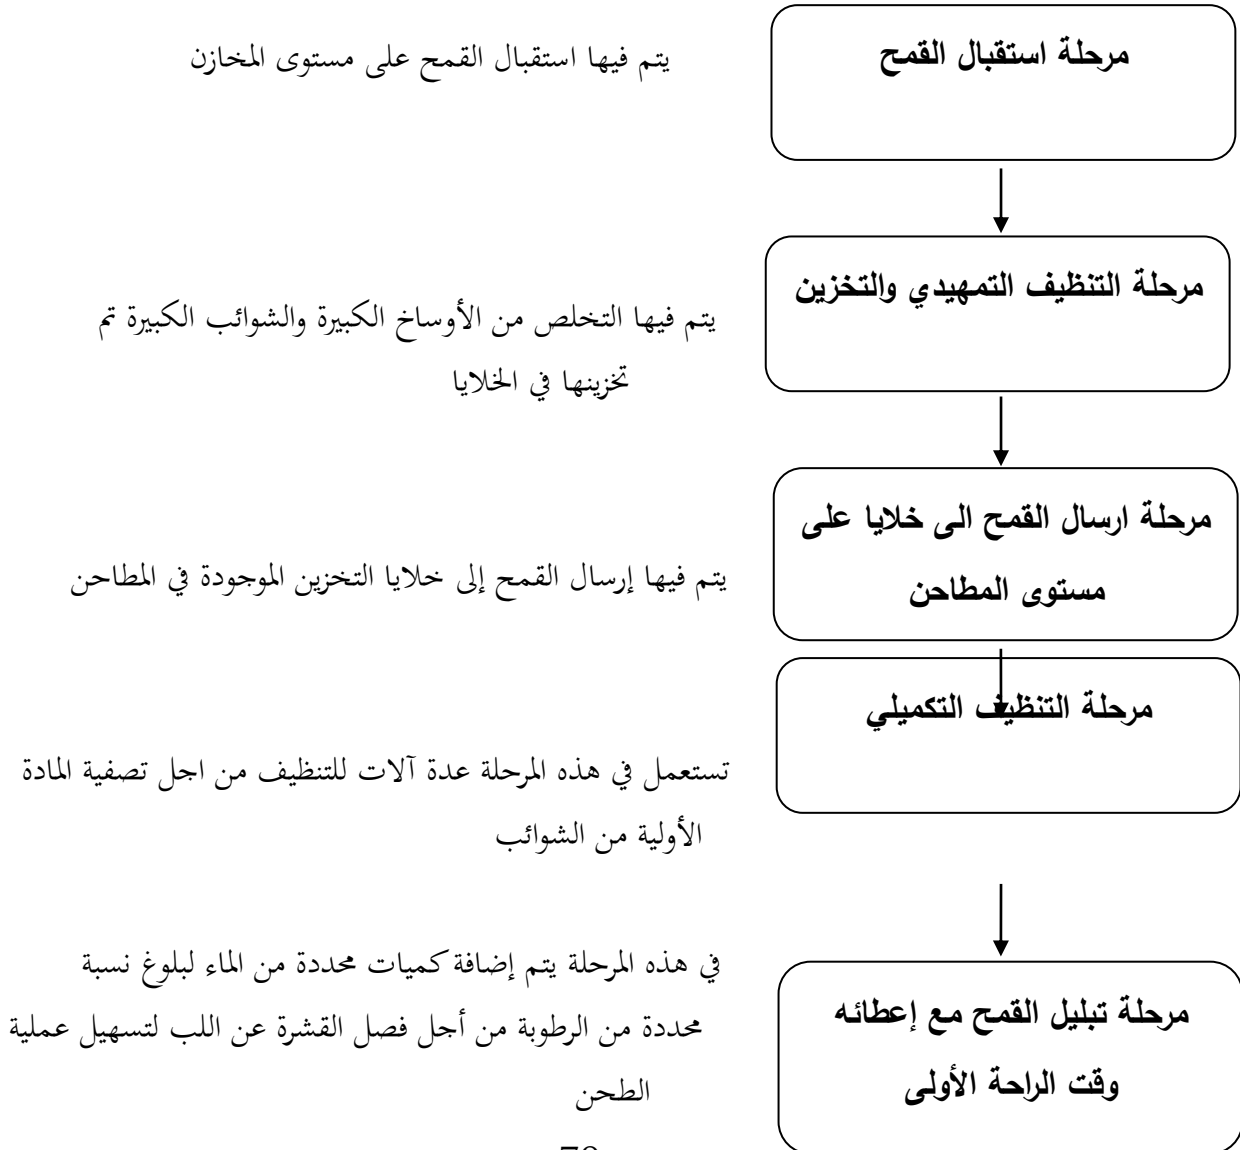 مرحلة استقبال القمح
يتم فيها استقبال القمح على مستوى المخازن
مرحلة التنظيف التمهيدي والتخزين
يتم فيها التخلص من الأوساخ الكبيرة والشوائب الكبيرة تم
تخزينها في الخلايا
مرحلة ارسال القمح الى خلايا على
مستوى المطاحن
يتم فيها إرسال القمح إلى خلايا التخزين الموجودة في المطاحن
مرحلة التنظيف التكميلي
تستعمل في هذه المرحلة عدة آلات للتنظيف من اجل تصفية المادة
الأولية من الشوائب
مرحلة تبليل القمح مع إعطائه
وقت الراحة الأولى
في هذه المرحلة يتم إضافة كميات محددة من الماء لبلوغ نسبة
محددة من الرطوبة من أجل فصل القشرة عن اللب لتسهيل عملية
الطحن